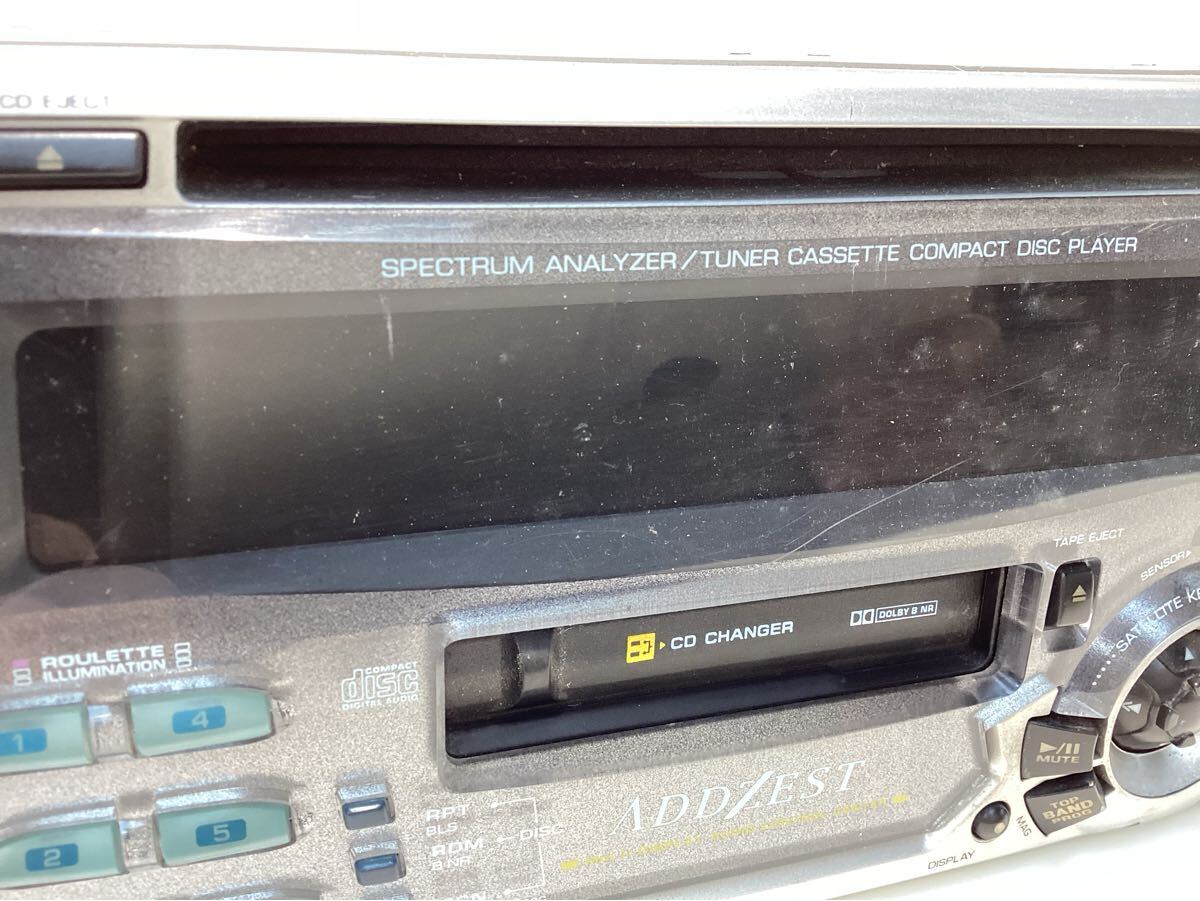 CD EJECT
SPECTRUM ANALYZER/TUNER CASSETTE COMPACT DISC PLAYER
TAPE EJECT
SENSOR
CD CHANGER
DOLBY B NR
ROULETTE
ILLUMINATION
COMPACT
disc
DIGITAL AUDIO
4
1
MUTE
ADDZEST
TOP
BAND
PROG
5
2
RPT
BLS
DISC
RDM
B NR
MAG
DISPLAY